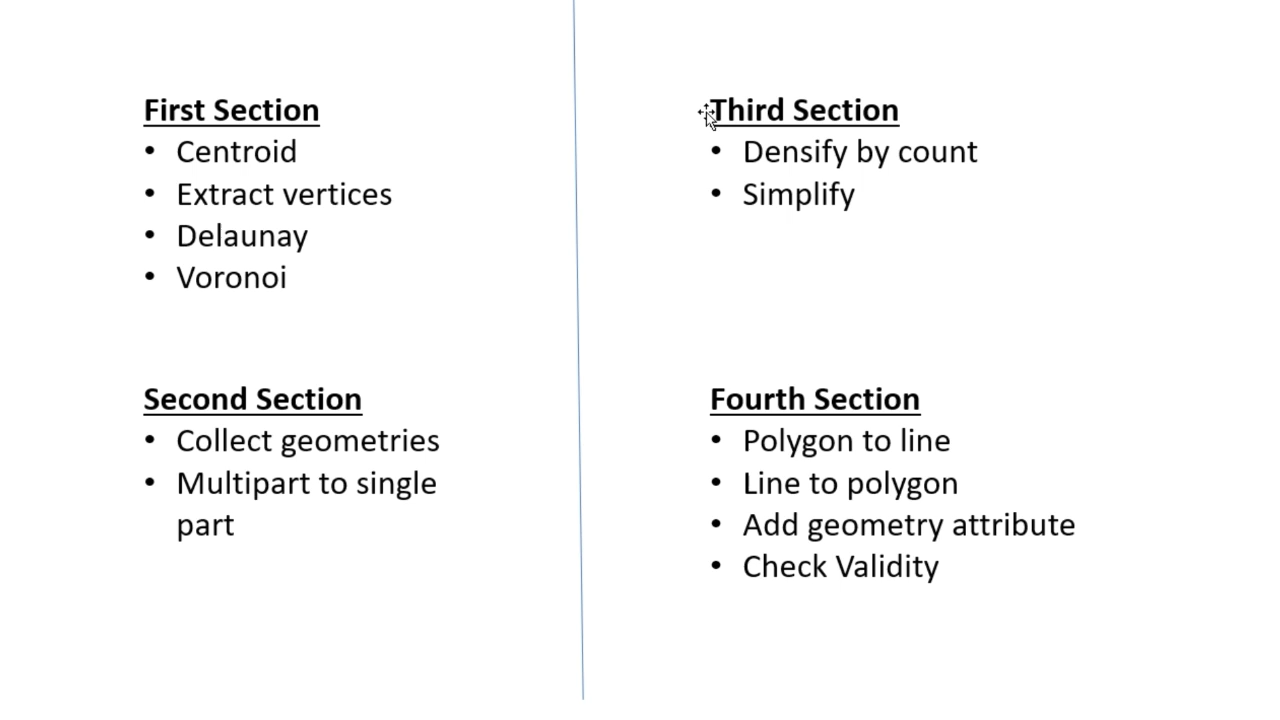 First Section
• Centroid
• Extract vertices
• Delaunay
• Voronoi
Second Section
• Collect geometries
• Multipart to single
part
Third Section
• Densify by count
• Simplify
Fourth Section
• Polygon to line
• Line to polygon
• Add geometry attribute
• Check Validity